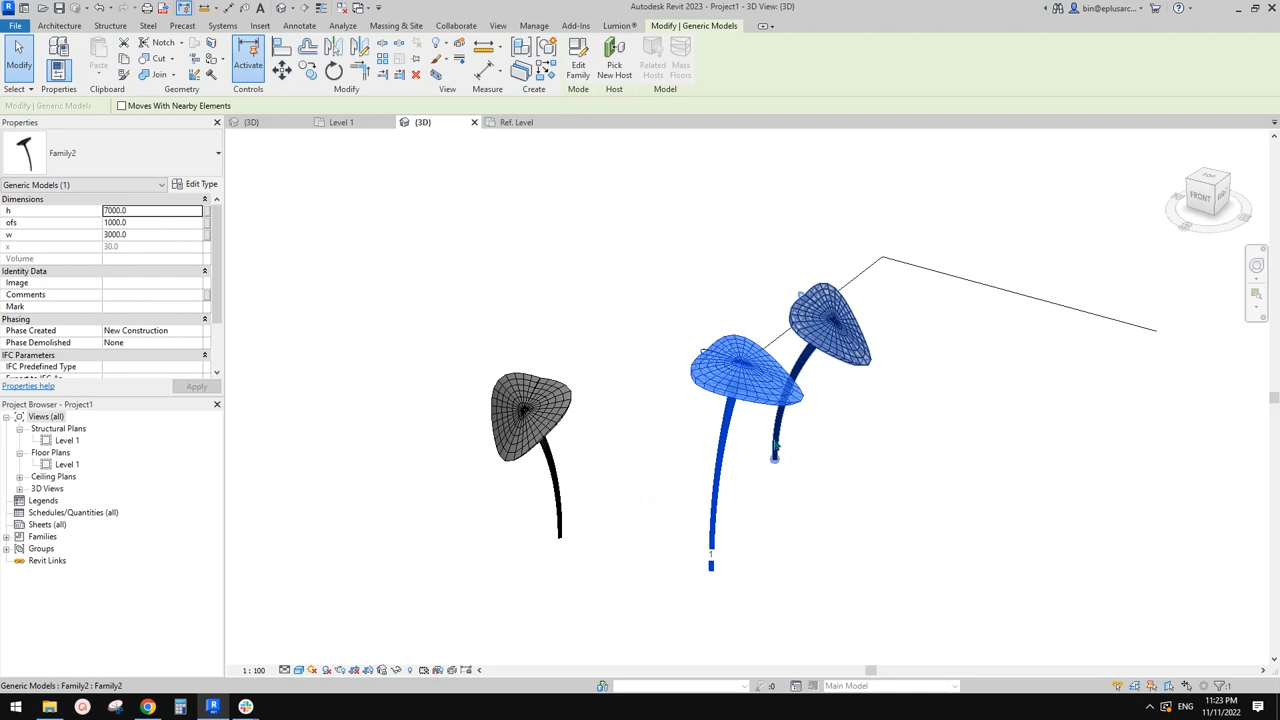 Autodesk Revit 2023 - Project1 - 3D View: {3D}
bin@eplusarc...
File Architecture Structure Steel Precast Systems Insert Annotate Analyze Massing & Site Collaborate View Manage Add-Ins Lumion® Modify | Generic Models
Modify Paste Notch Cut Join Activate Edit Family Pick New Host Related Hosts Mass Floors
Select Properties Clipboard Geometry Controls Modify View Measure Create Mode Host Model
Modify | Generic Models Moves With Nearby Elements
Properties
{3D} Level 1 {3D} Ref. Level
Family2
Generic Models (1) Edit Type
Dimensions
h 7000.0
ofs 1000.0
w 3000.0
x 30.0
Volume
Identity Data
Image
Comments
Mark
Phasing
Phase Created New Construction
Phase Demolished None
IFC Parameters
IFC Predefined Type
Properties help Apply
Project Browser - Project1
Views (all)
Structural Plans
Level 1
Floor Plans
Level 1
Ceiling Plans
3D Views
Legends
Schedules/Quantities (all)
Sheets (all)
Families
Groups
Revit Links
TOP
FRONT
1
1 : 100
Generic Models : Family2 : Family2 :0 Main Model :1
ENG 11:23 PM
11/11/2022